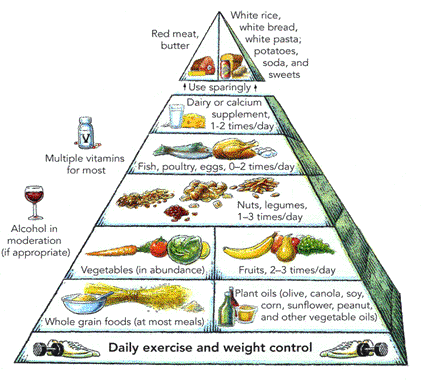 Red meat,
butter
White rice,
white bread,
white pasta;
potatoes,
soda, and
sweets
Use sparingly
Dairy or calcium
supplement,
1-2 times/day
V
Multiple vitamins
for most
Fish, poultry, eggs, 0–2 times/day
Nuts, legumes,
1–3 times/day
Alcohol in
moderation
(if appropriate)
Vegetables (in abundance)
Fruits, 2–3 times/day
Whole grain foods (at most meals)
Plant oils (olive, canola, soy,
corn, sunflower, peanut,
and other vegetable oils)
Daily exercise and weight control